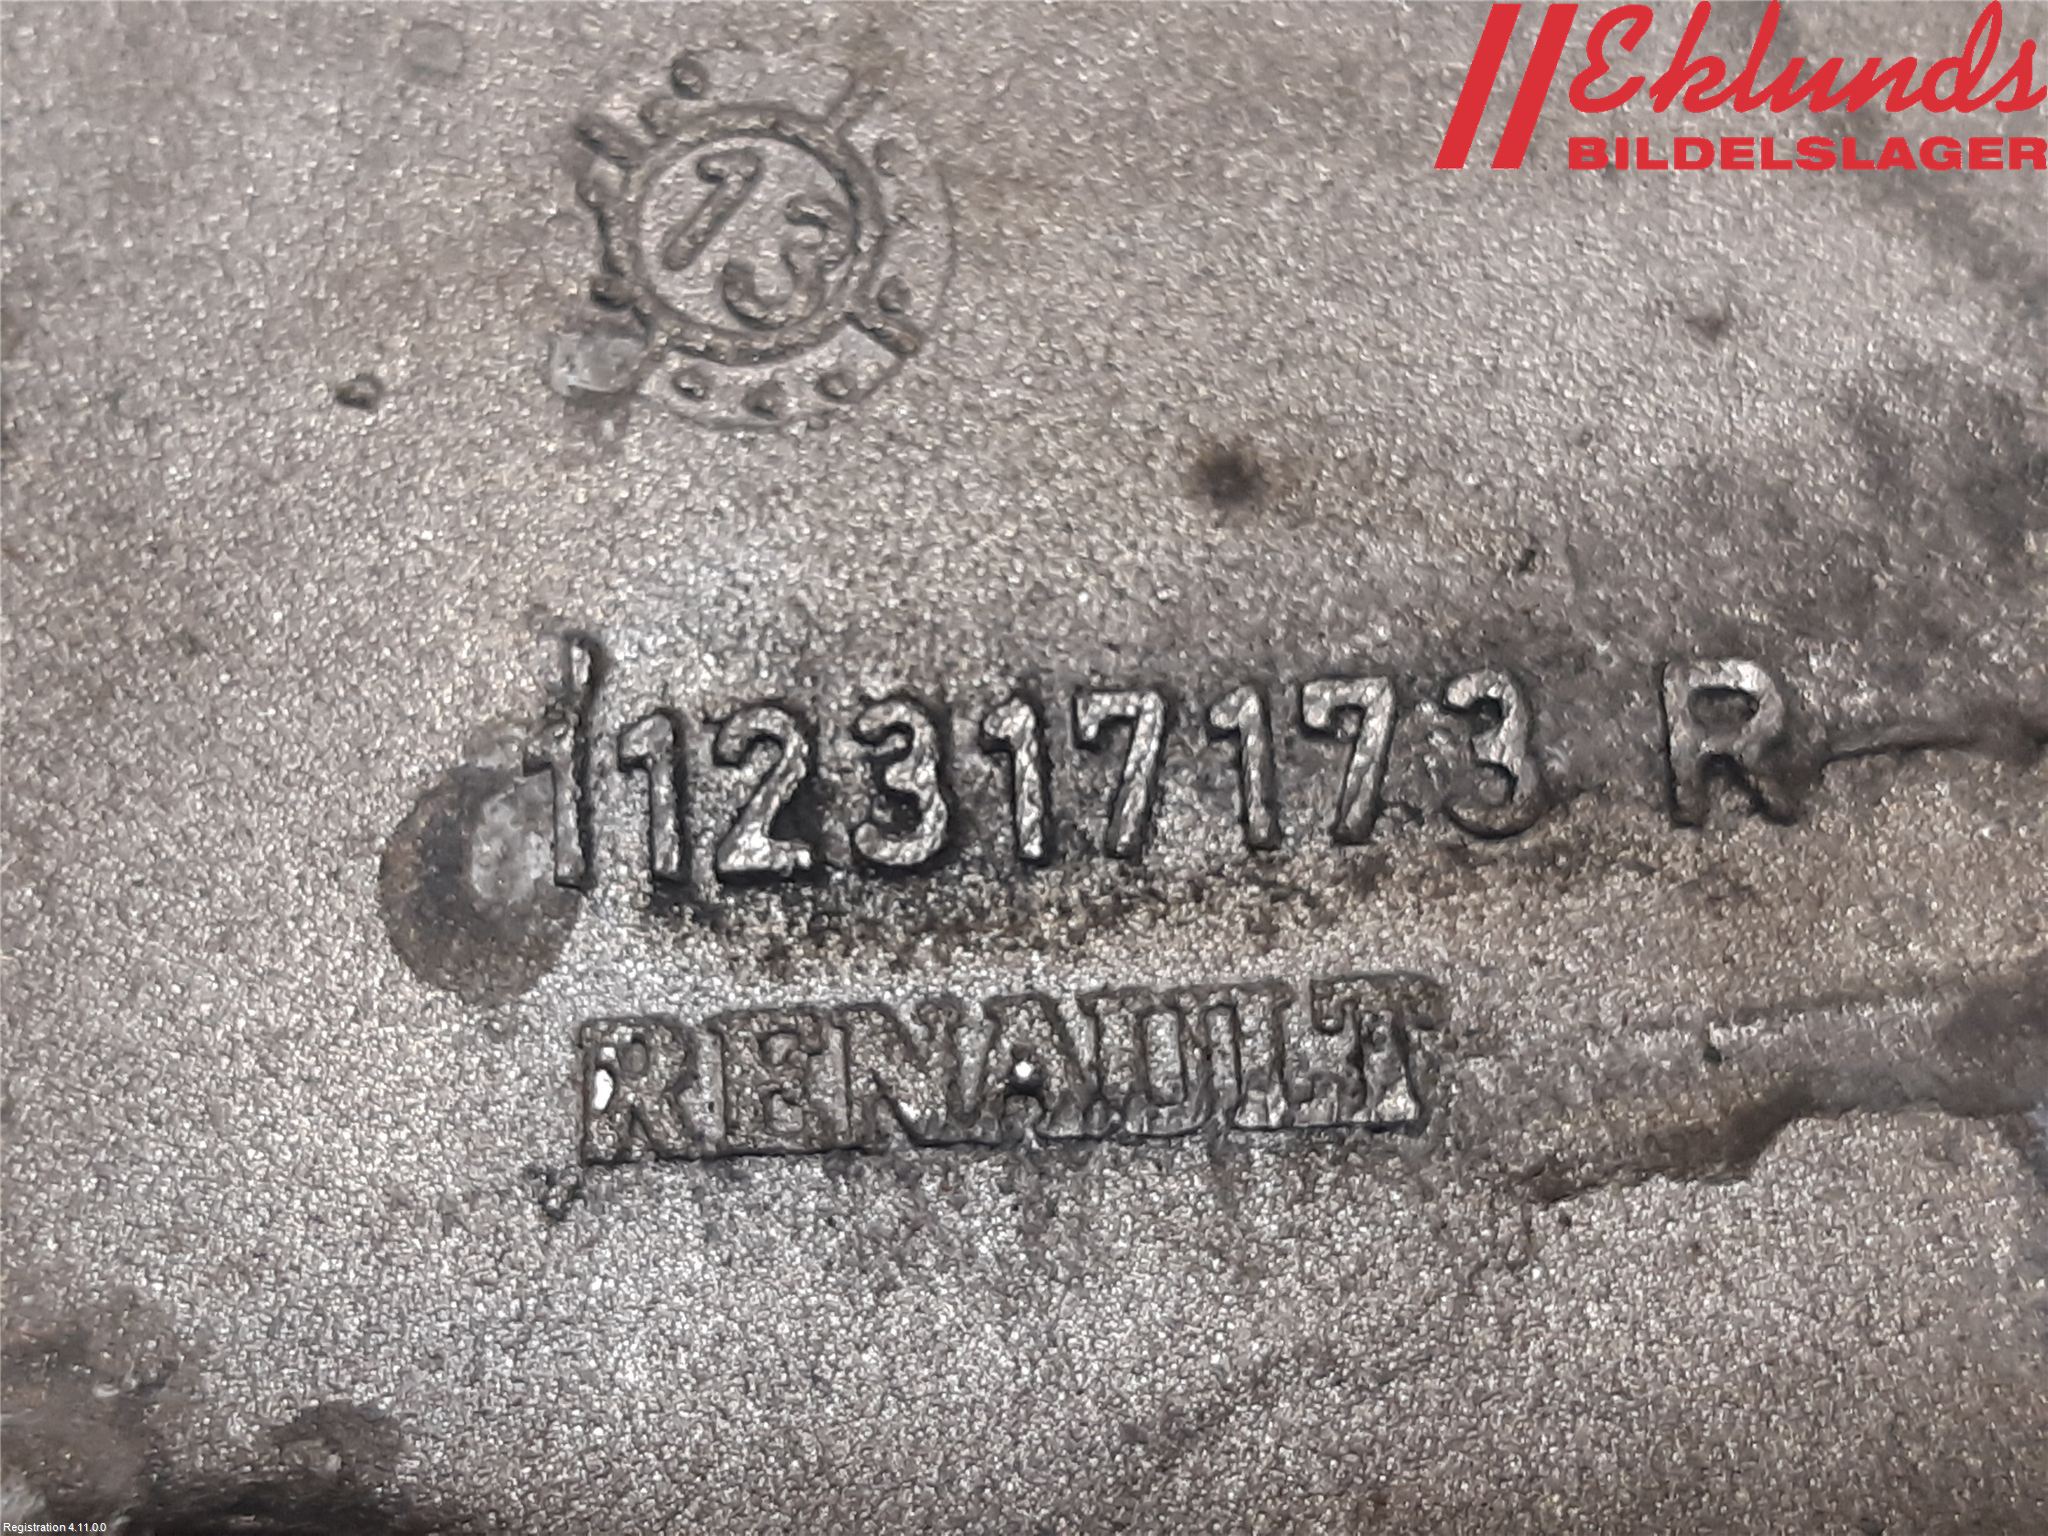 Eklunds
BILDELSLAGER
13
112317173 R
RENAULT
Registration 4.11.0.0